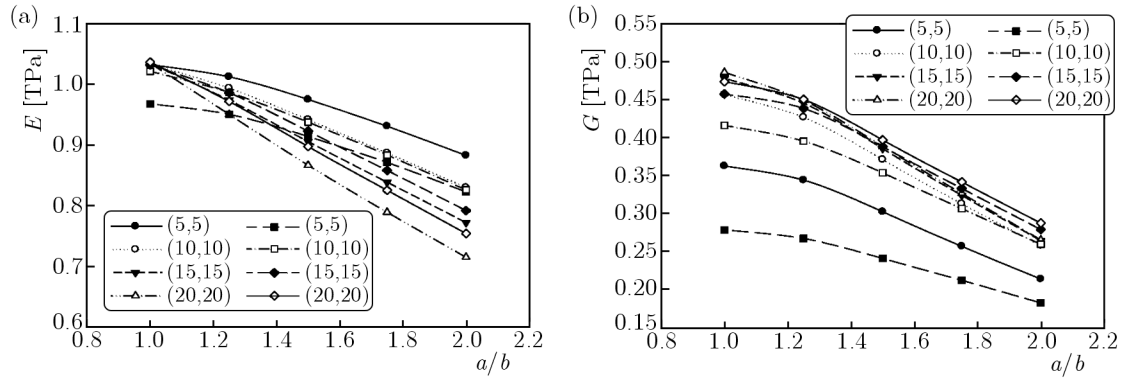 (a)
E [TPa]
1.1
1.0
0.9
0.8
0.7
0.6
(5,5) (5,5)
(10,10) (10,10)
(15,15) (15,15)
(20,20) (20,20)
0.8 1.0 1.2 1.4 1.6 1.8 2.0 2.2
a/b
(b)
G [TPa]
0.55
0.50
0.45
0.40
0.35
0.30
0.25
0.20
0.15
(5,5) (5,5)
(10,10) (10,10)
(15,15) (15,15)
(20,20) (20,20)
0.8 1.0 1.2 1.4 1.6 1.8 2.0 2.2
a/b